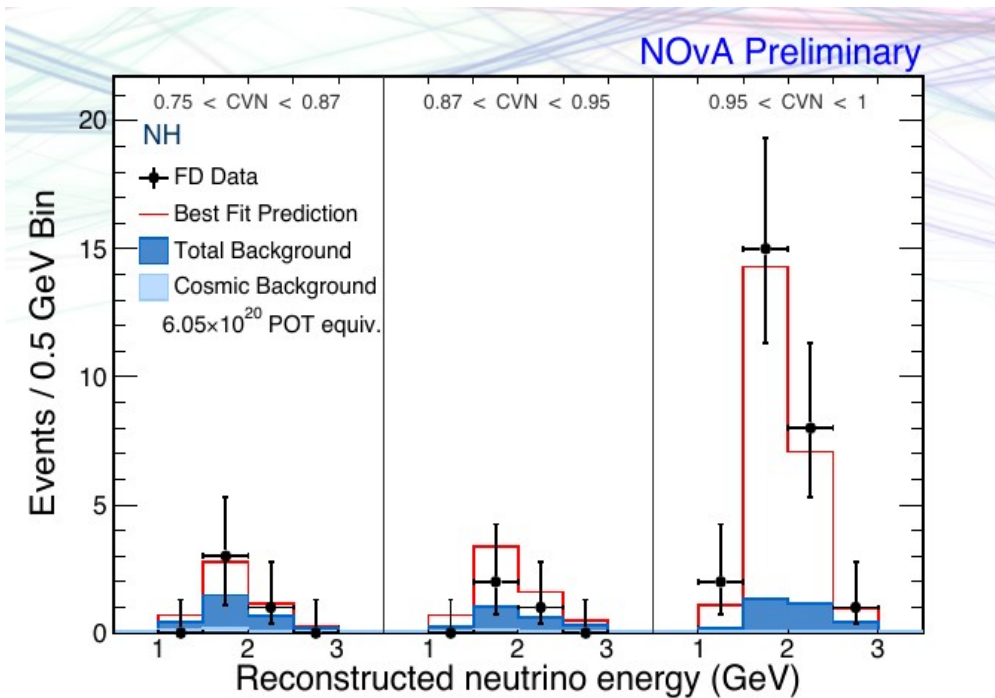 NOvA Preliminary
0.75 < CVN < 0.87
0.87 < CVN < 0.95
0.95 < CVN < 1
NH
FD Data
Best Fit Prediction
Total Background
Cosmic Background
6.05×10²⁰ POT equiv.
Events / 0.5 GeV Bin
20
15
10
5
0
1 2 3 1 2 3 1 2 3
Reconstructed neutrino energy (GeV)